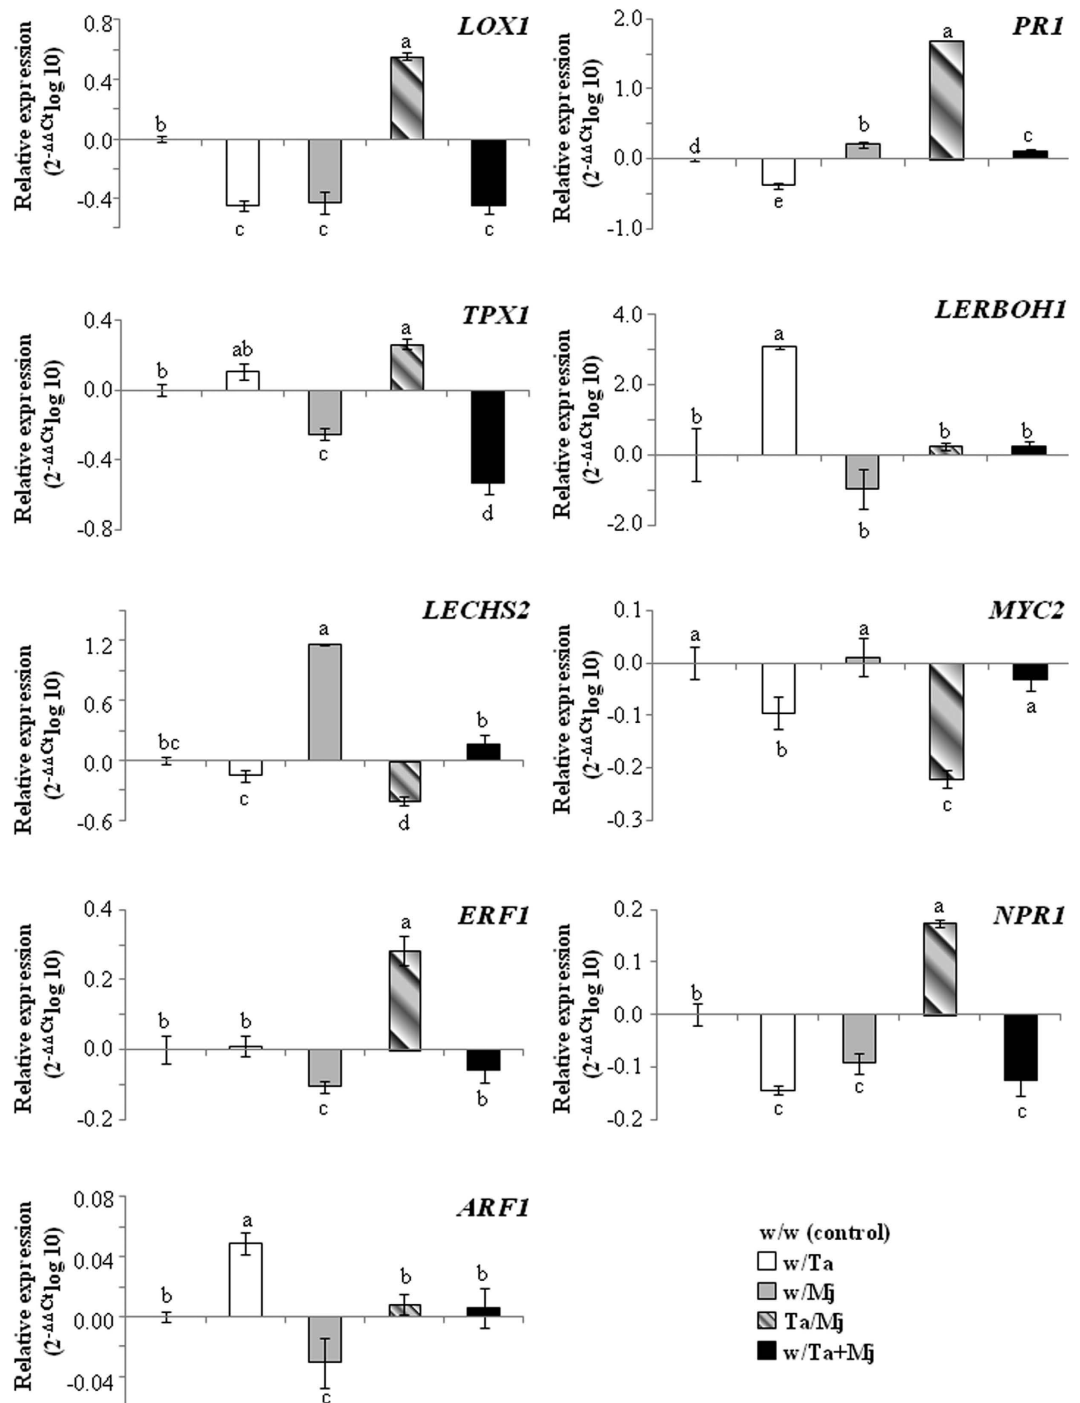 LOX1
Relative expression
(2-ΔΔCtlog 10)
0.8
0.4
0.0
-0.4
b
c
c
a
c
PR1
Relative expression
(2-ΔΔCtlog 10)
2.0
1.0
0.0
-1.0
d
e
b
a
c
TPX1
Relative expression
(2-ΔΔCtlog 10)
0.4
0.0
-0.4
-0.8
b
ab
c
a
d
LERBOH1
Relative expression
(2-ΔΔCtlog 10)
4.0
2.0
0.0
-2.0
b
a
b
b
b
LECHS2
Relative expression
(2-ΔΔCtlog 10)
1.2
0.6
0.0
-0.6
bc
c
a
d
b
MYC2
Relative expression
(2-ΔΔCtlog 10)
0.1
0.0
-0.1
-0.2
-0.3
a
b
a
c
a
ERF1
Relative expression
(2-ΔΔCtlog 10)
0.4
0.2
0.0
-0.2
b
b
c
a
b
NPR1
Relative expression
(2-ΔΔCtlog 10)
0.2
0.1
0.0
-0.1
-0.2
b
c
c
a
c
ARF1
Relative expression
(2-ΔΔCtlog 10)
0.08
0.04
0.00
-0.04
b
a
c
b
b
w/w (control)
w/Ta
w/Mj
Ta/Mj
w/Ta+Mj